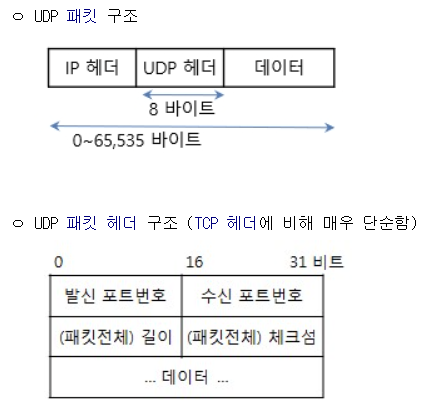 ㅇ UDP 패킷 구조
IP 헤더 UDP 헤더 데이터
8 바이트
0~65,535 바이트
ㅇ UDP 패킷 헤더 구조 (TCP 헤더에 비해 매우 단순함)
0 16 31 비트
발신 포트번호 수신 포트번호
(패킷전체) 길이 (패킷전체) 체크섬
... 데이터 ...